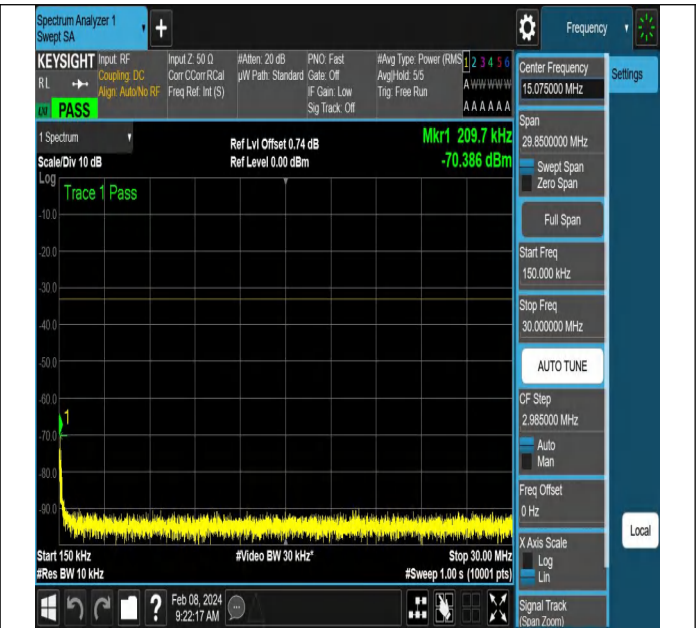 Spectrum Analyzer 1
Swept SA
+
Frequency
KEYSIGHT
Input: RF
Input Z: 50 Ω
#Atten: 20 dB
PNO: Fast
#Avg Type: Power (RMS
1 2 3 4 5 6
RL
Coupling: DC
Corr CCorr RCal
µW Path: Standard
Gate: Off
Avg|Hold: 5/5
Align: Auto/No RF
Freq Ref: Int (S)
IF Gain: Low
Trig: Free Run
A W W W W W
Sig Track: Off
A A A A A A
PASS
1 Spectrum
Ref Lvl Offset 0.74 dB
Mkr1 209.7 kHz
Scale/Div 10 dB
Ref Level 0.00 dBm
-70.386 dBm
Log
Trace 1 Pass
-10.0
-20.0
-40.0
-50.0
-60.0
1
-70.0
-80.0
-90.0
Start 150 kHz
#Video BW 30 kHz*
Stop 30.00 MHz
#Res BW 10 kHz
#Sweep 1.00 s (10001 pts)
?
Feb 08, 2024
9:22:17 AM
Center Frequency
15.075000 MHz
Settings
Span
29.8500000 MHz
Swept Span
Zero Span
Full Span
Start Freq
150.000 kHz
Stop Freq
30.000000 MHz
AUTO TUNE
CF Step
2.985000 MHz
Auto
Man
Freq Offset
0 Hz
X Axis Scale
Log
Lin
Local
Signal Track
(Span Zoom)